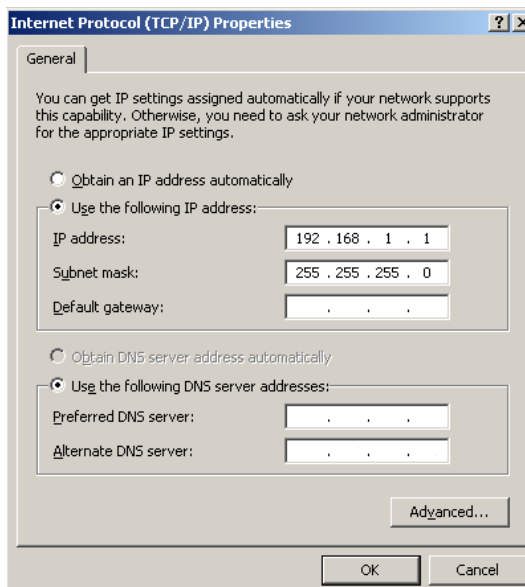 Internet Protocol (TCP/IP) Properties
General
You can get IP settings assigned automatically if your network supports
this capability. Otherwise, you need to ask your network administrator
for the appropriate IP settings.
Obtain an IP address automatically
Use the following IP address:
IP address: 192 . 168 . 1 . 1
Subnet mask: 255 . 255 . 255 . 0
Default gateway: . . .
Obtain DNS server address automatically
Use the following DNS server addresses:
Preferred DNS server: . . .
Alternate DNS server: . . .
Advanced...
OK Cancel